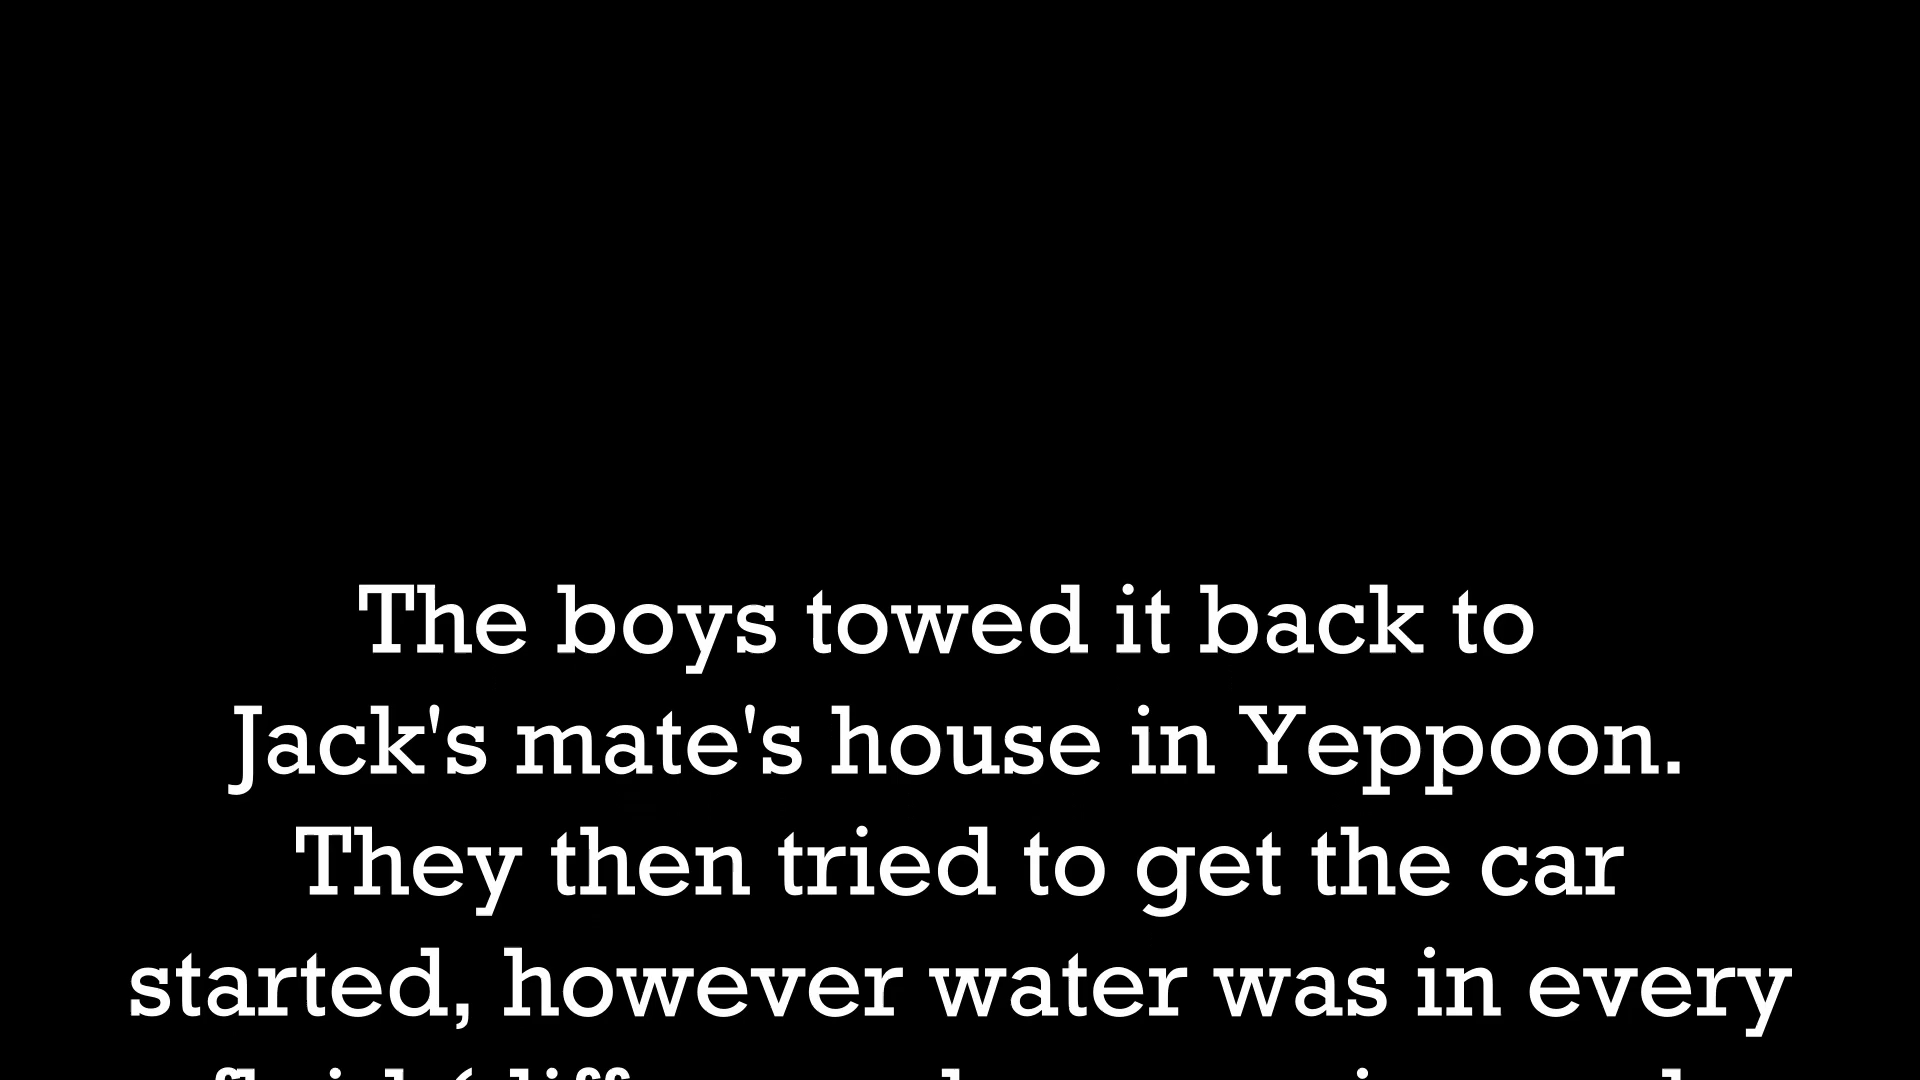 The boys towed it back to
Jack's mate's house in Yeppoon.
They then tried to get the car
started, however water was in every